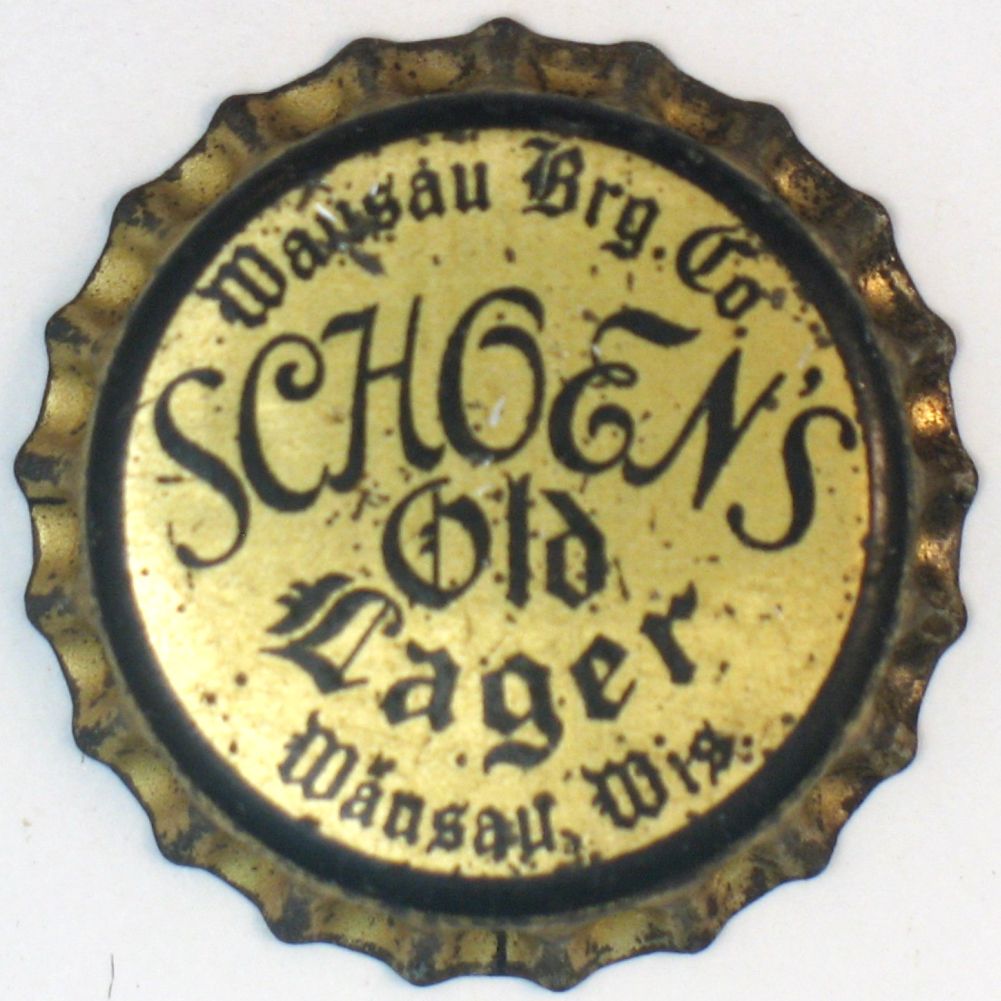 Wausau Brg. Co
SCHOEN'S
Old
Lager
Wausau, Wis.